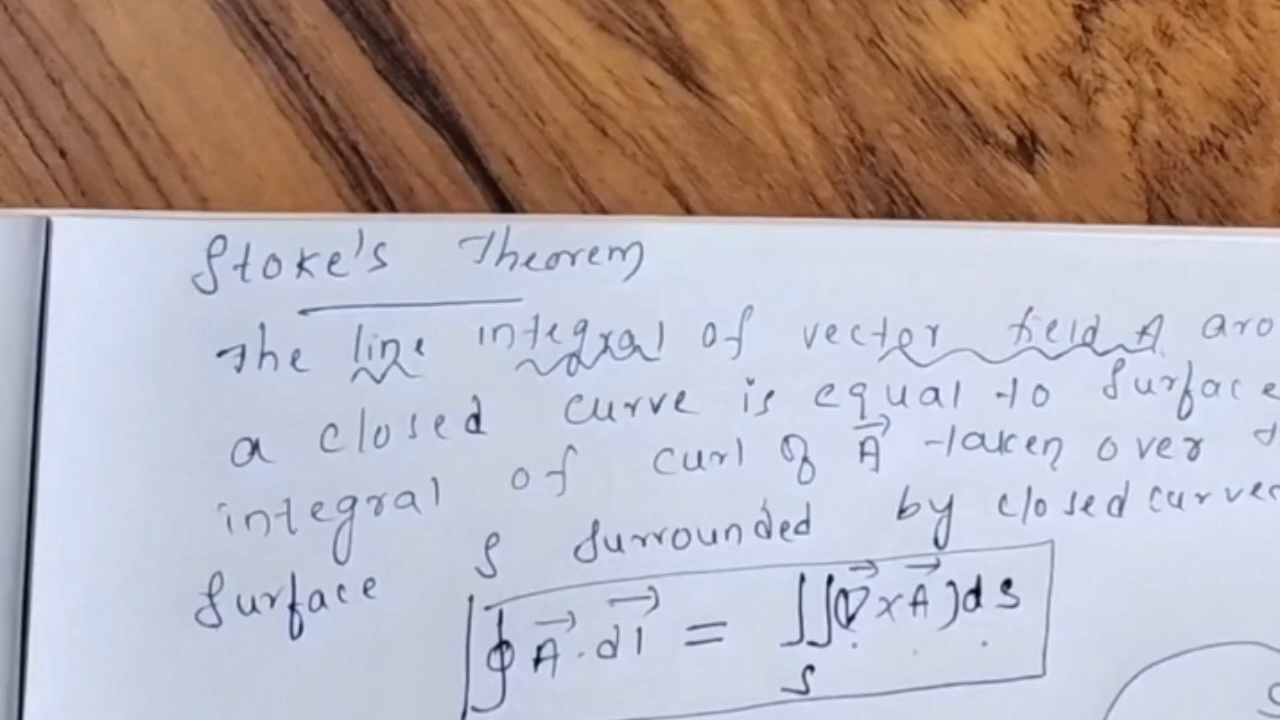 Stoke's Theorem
The line integral of vector field A aro
a closed curve is equal to surface
integral of curl of A⃗ taken over
surface S surrounded by closed curve
∮ A⃗ . dl⃗ = ∬ (∇⃗ × A⃗) ds
S